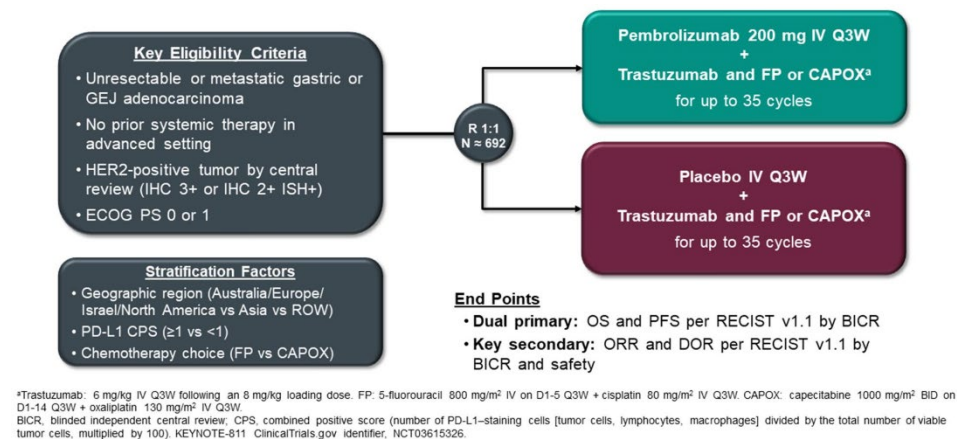 Key Eligibility Criteria
• Unresectable or metastatic gastric or
GEJ adenocarcinoma
• No prior systemic therapy in
advanced setting
• HER2-positive tumor by central
review (IHC 3+ or IHC 2+ ISH+)
• ECOG PS 0 or 1
Stratification Factors
• Geographic region (Australia/Europe/
Israel/North America vs Asia vs ROW)
• PD-L1 CPS (≥1 vs <1)
• Chemotherapy choice (FP vs CAPOX)
R 1:1
N ≈ 692
Pembrolizumab 200 mg IV Q3W
+
Trastuzumab and FP or CAPOXᵃ
for up to 35 cycles
Placebo IV Q3W
+
Trastuzumab and FP or CAPOXᵃ
for up to 35 cycles
End Points
• Dual primary: OS and PFS per RECIST v1.1 by BICR
• Key secondary: ORR and DOR per RECIST v1.1 by
BICR and safety
ᵃTrastuzumab: 6 mg/kg IV Q3W following an 8 mg/kg loading dose. FP: 5-fluorouracil 800 mg/m² IV on D1-5 Q3W + cisplatin 80 mg/m² IV Q3W. CAPOX: capecitabine 1000 mg/m² BID on
D1-14 Q3W + oxaliplatin 130 mg/m² IV Q3W.
BICR, blinded independent central review; CPS, combined positive score (number of PD-L1–staining cells [tumor cells, lymphocytes, macrophages] divided by the total number of viable
tumor cells, multiplied by 100). KEYNOTE-811 ClinicalTrials.gov identifier, NCT03615326.